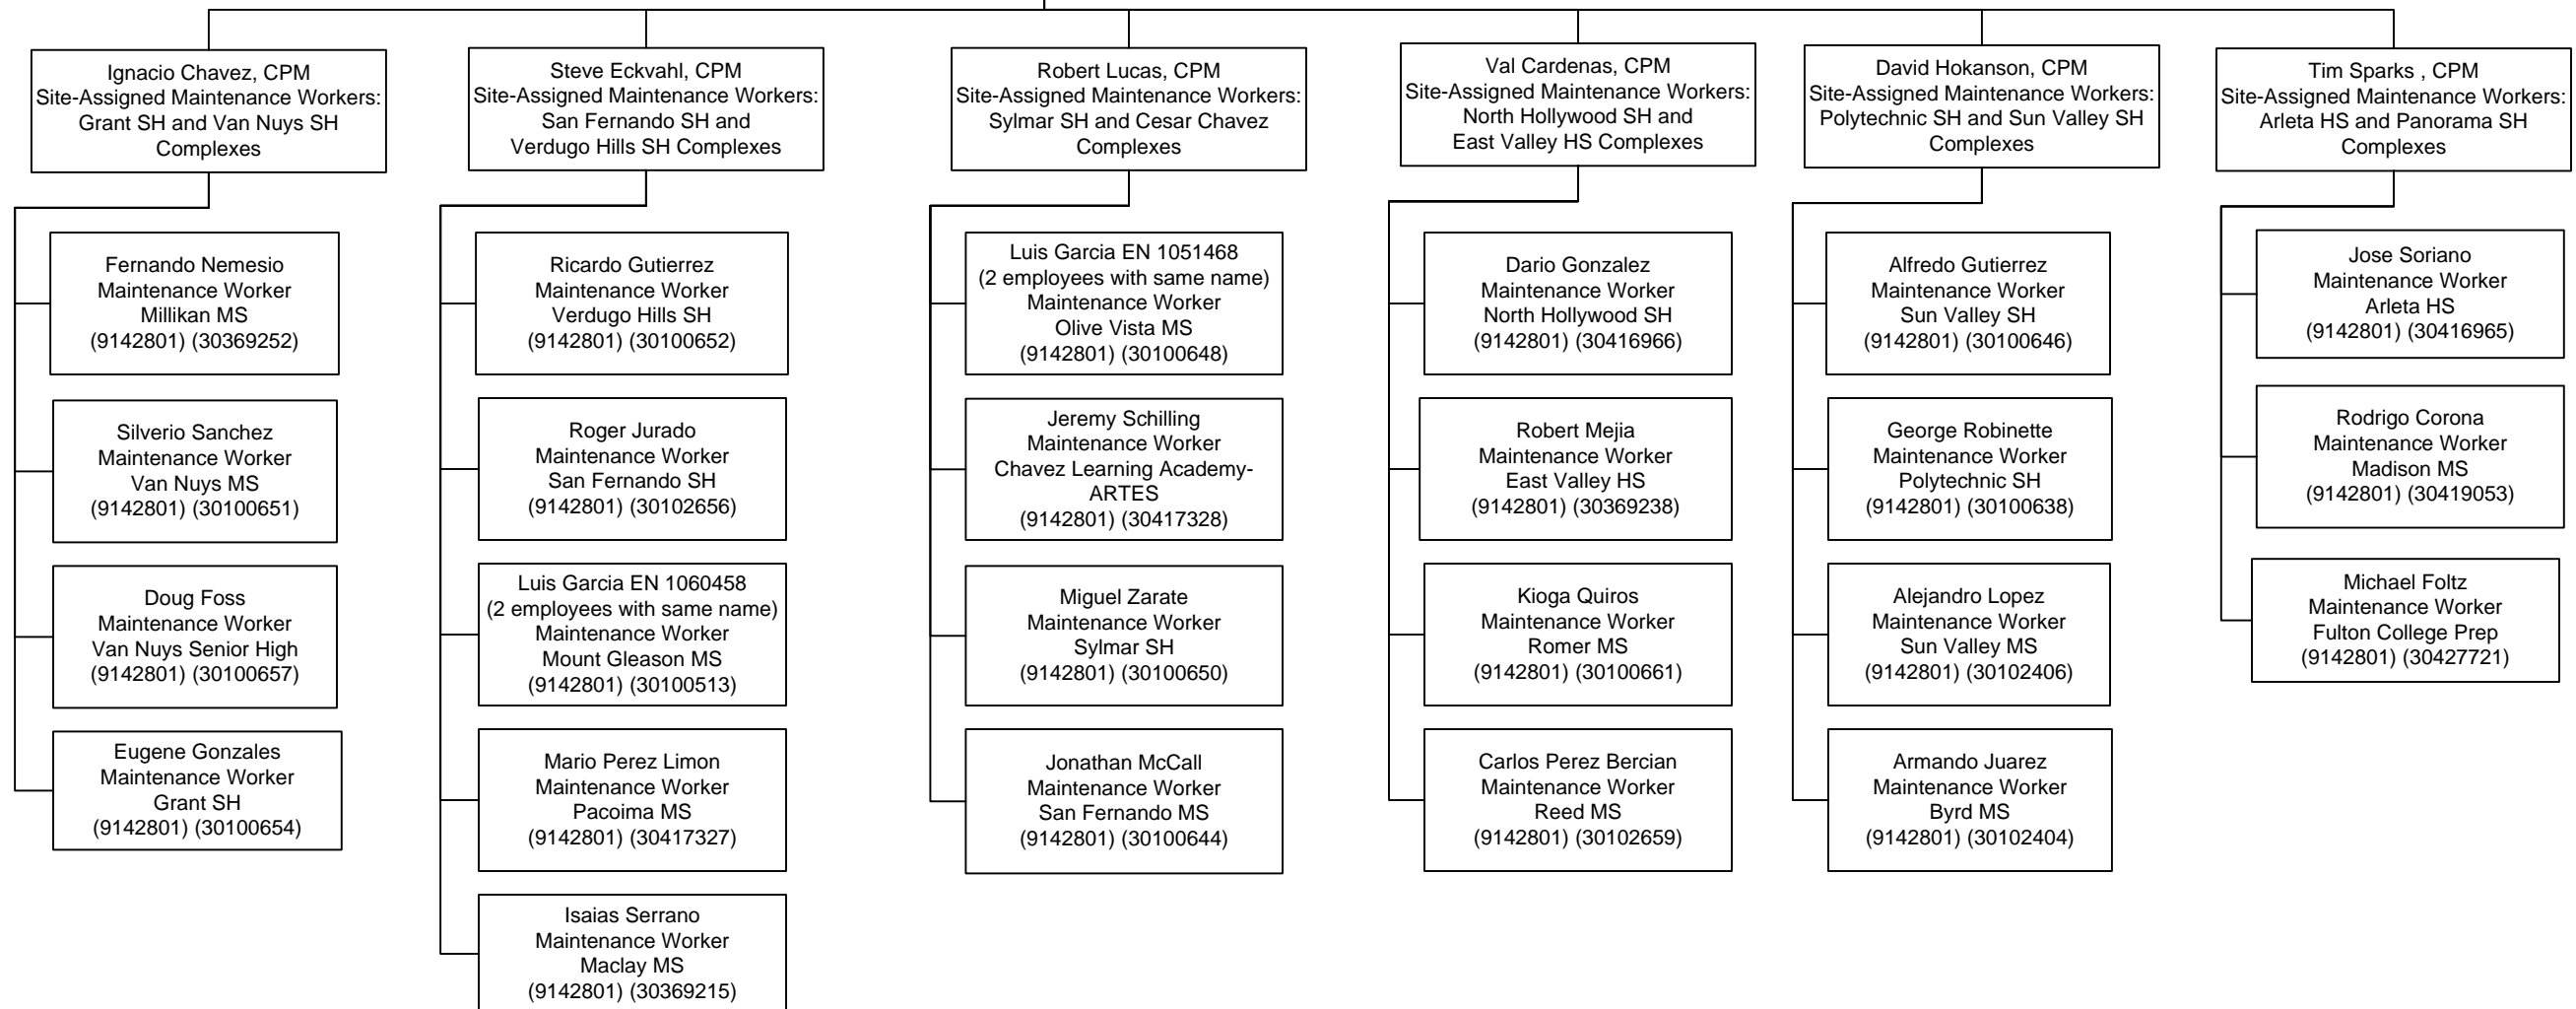 Ignacio Chavez, CPM
Site-Assigned Maintenance Workers:
Grant SH and Van Nuys SH
Complexes
Fernando Nemesio
Maintenance Worker
Millikan MS
(9142801) (30369252)
Silverio Sanchez
Maintenance Worker
Van Nuys MS
(9142801) (30100651)
Doug Foss
Maintenance Worker
Van Nuys Senior High
(9142801) (30100657)
Eugene Gonzales
Maintenance Worker
Grant SH
(9142801) (30100654)
Steve Eckvahl, CPM
Site-Assigned Maintenance Workers:
San Fernando SH and
Verdugo Hills SH Complexes
Ricardo Gutierrez
Maintenance Worker
Verdugo Hills SH
(9142801) (30100652)
Roger Jurado
Maintenance Worker
San Fernando SH
(9142801) (30102656)
Luis Garcia EN 1060458
(2 employees with same name)
Maintenance Worker
Mount Gleason MS
(9142801) (30100513)
Mario Perez Limon
Maintenance Worker
Pacoima MS
(9142801) (30417327)
Isaias Serrano
Maintenance Worker
Maclay MS
(9142801) (30369215)
Robert Lucas, CPM
Site-Assigned Maintenance Workers:
Sylmar SH and Cesar Chavez
Complexes
Luis Garcia EN 1051468
(2 employees with same name)
Maintenance Worker
Olive Vista MS
(9142801) (30100648)
Jeremy Schilling
Maintenance Worker
Chavez Learning Academy-
ARTES
(9142801) (30417328)
Miguel Zarate
Maintenance Worker
Sylmar SH
(9142801) (30100650)
Jonathan McCall
Maintenance Worker
San Fernando MS
(9142801) (30100644)
Val Cardenas, CPM
Site-Assigned Maintenance Workers:
North Hollywood SH and
East Valley HS Complexes
Dario Gonzalez
Maintenance Worker
North Hollywood SH
(9142801) (30416966)
Robert Mejia
Maintenance Worker
East Valley HS
(9142801) (30369238)
Kioga Quiros
Maintenance Worker
Romer MS
(9142801) (30100661)
Carlos Perez Bercian
Maintenance Worker
Reed MS
(9142801) (30102659)
David Hokanson, CPM
Site-Assigned Maintenance Workers:
Polytechnic SH and Sun Valley SH
Complexes
Alfredo Gutierrez
Maintenance Worker
Sun Valley SH
(9142801) (30100646)
George Robinette
Maintenance Worker
Polytechnic SH
(9142801) (30100638)
Alejandro Lopez
Maintenance Worker
Sun Valley MS
(9142801) (30102406)
Armando Juarez
Maintenance Worker
Byrd MS
(9142801) (30102404)
Tim Sparks , CPM
Site-Assigned Maintenance Workers:
Arleta HS and Panorama SH
Complexes
Jose Soriano
Maintenance Worker
Arleta HS
(9142801) (30416965)
Rodrigo Corona
Maintenance Worker
Madison MS
(9142801) (30419053)
Michael Foltz
Maintenance Worker
Fulton College Prep
(9142801) (30427721)